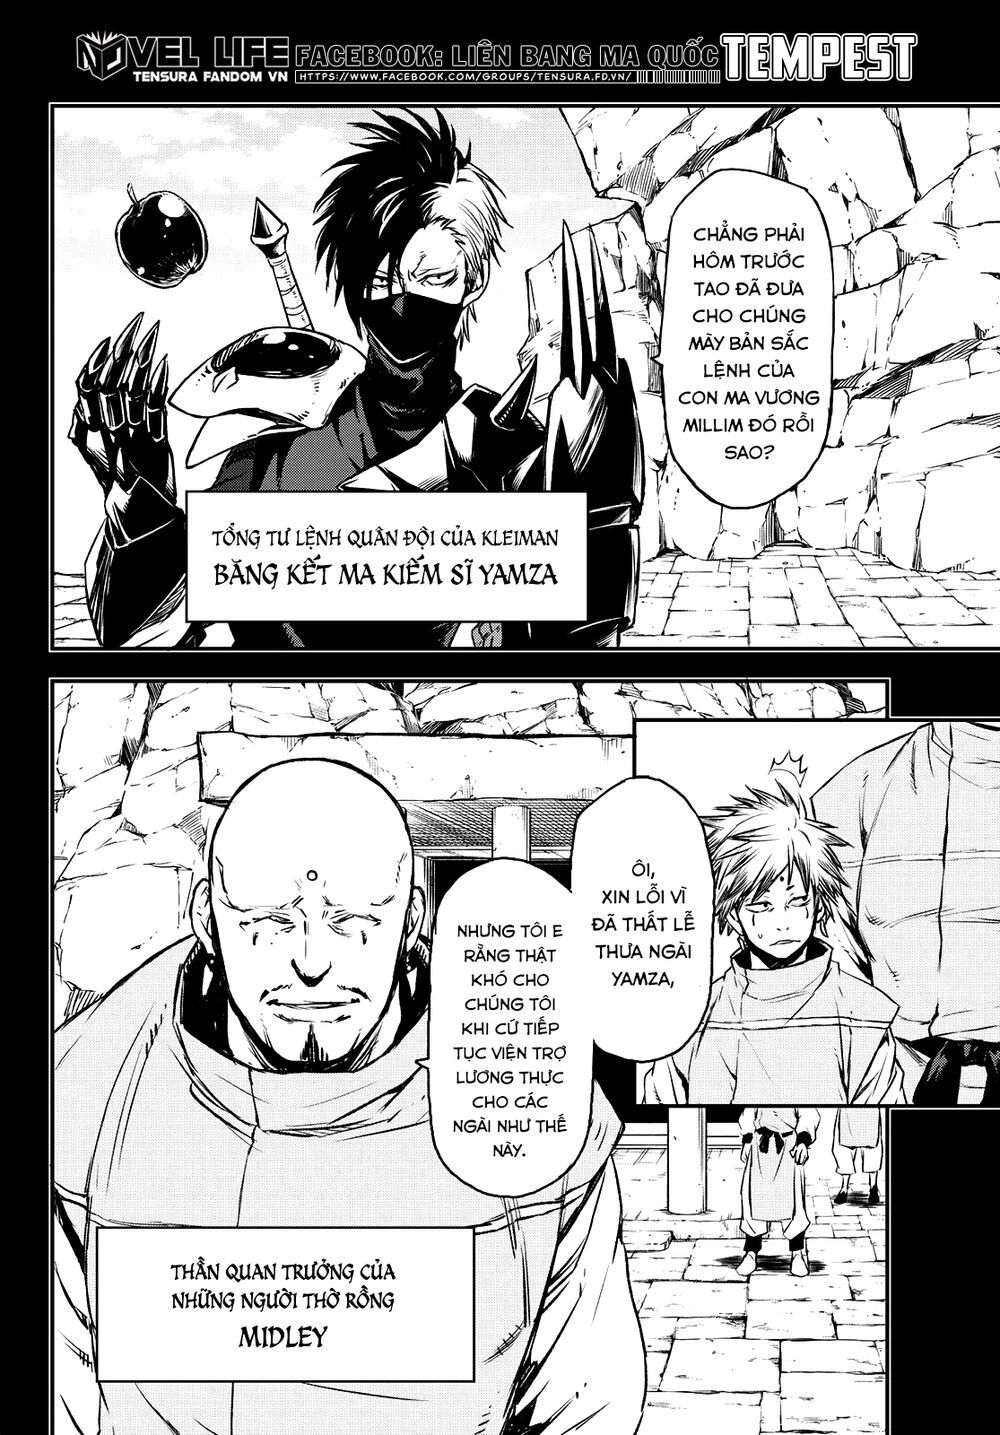 NOVEL LIFE
TENSURA FANDOM VN
FACEBOOK: LIÊN BANG MA QUỐC
HTTPS://WWW.FACEBOOK.COM/GROUPS/TENSURA.FD.VN/
TEMPEST
CHẲNG PHẢI
HÔM TRƯỚC
TAO ĐÃ ĐƯA
CHO CHÚNG
MÀY BẢN SẮC
LỆNH CỦA
CON MA VƯƠNG
MILLIM ĐÓ RỒI
SAO?
TỔNG TƯ LỆNH QUÂN ĐỘI CỦA KLEIMAN
BĂNG KẾT MA KIẾM SĨ YAMZA
ÔI,
XIN LỖI VÌ
ĐÃ THẤT LỄ
THƯA NGÀI
YAMZA,
NHƯNG TÔI E
RẰNG THẬT
KHÓ CHO
CHÚNG TÔI
KHI CỨ TIẾP
TỤC VIỆN TRỢ
LƯƠNG THỰC
CHO CÁC
NGÀI NHƯ THẾ
NÀY.
THẦN QUAN TRƯỞNG CỦA
NHỮNG NGƯỜI THỜ RỒNG
MIDLEY